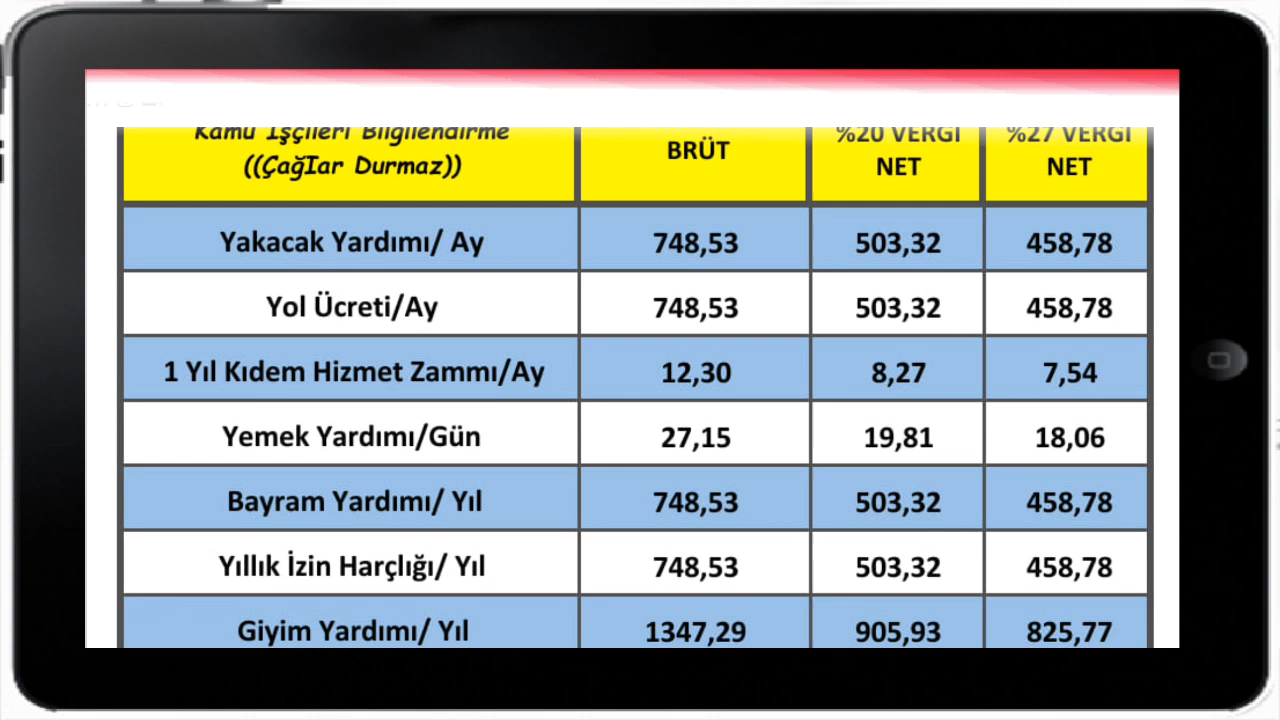 Kamu İşçileri Bilgilendirme
((ÇağIar Durmaz))
BRÜT
%20 VERGİ
NET
%27 VERGİ
NET
Yakacak Yardımı/ Ay 748,53 503,32 458,78
Yol Ücreti/Ay 748,53 503,32 458,78
1 Yıl Kıdem Hizmet Zammı/Ay 12,30 8,27 7,54
Yemek Yardımı/Gün 27,15 19,81 18,06
Bayram Yardımı/ Yıl 748,53 503,32 458,78
Yıllık İzin Harçlığı/ Yıl 748,53 503,32 458,78
Giyim Yardımı/ Yıl 1347,29 905,93 825,77